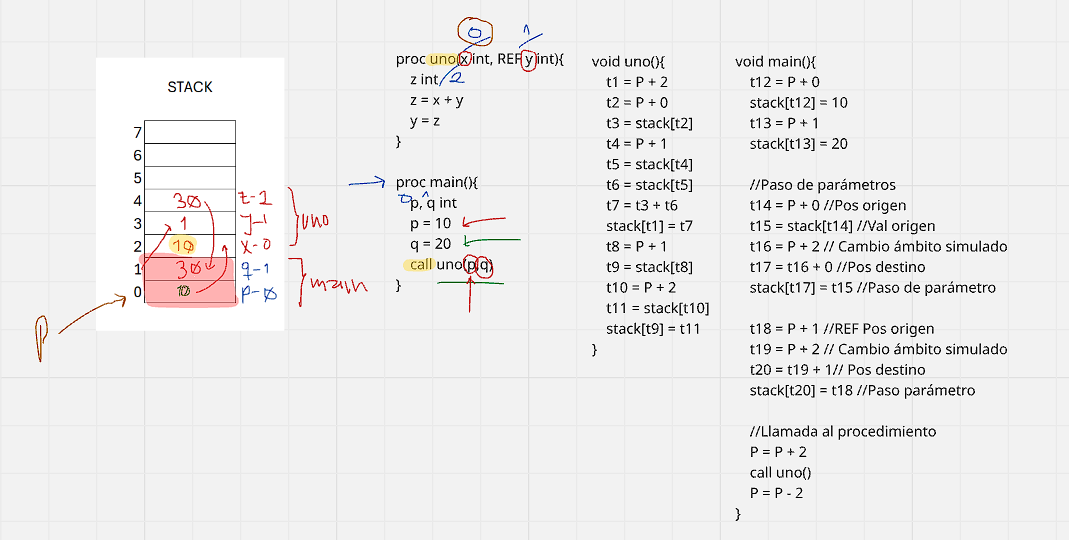 STACK
7
6
5
4 30 z-2
3 1 y-1 uno
2 10 x-0
1 30 q-1 main
0 10 p-0
P
0 1
proc uno(x int, REF y int){
z int 2
z = x + y
y = z
}
proc main(){
0 1
p, q int
p = 10
q = 20
call uno(p,q)
}
void uno(){
t1 = P + 2
t2 = P + 0
t3 = stack[t2]
t4 = P + 1
t5 = stack[t4]
t6 = stack[t5]
t7 = t3 + t6
stack[t1] = t7
t8 = P + 1
t9 = stack[t8]
t10 = P + 2
t11 = stack[t10]
stack[t9] = t11
}
void main(){
t12 = P + 0
stack[t12] = 10
t13 = P + 1
stack[t13] = 20
//Paso de parámetros
t14 = P + 0 //Pos origen
t15 = stack[t14] //Val origen
t16 = P + 2 // Cambio ámbito simulado
t17 = t16 + 0 //Pos destino
stack[t17] = t15 //Paso de parámetro
t18 = P + 1 //REF Pos origen
t19 = P + 2 // Cambio ámbito simulado
t20 = t19 + 1// Pos destino
stack[t20] = t18 //Paso parámetro
//Llamada al procedimiento
P = P + 2
call uno()
P = P - 2
}